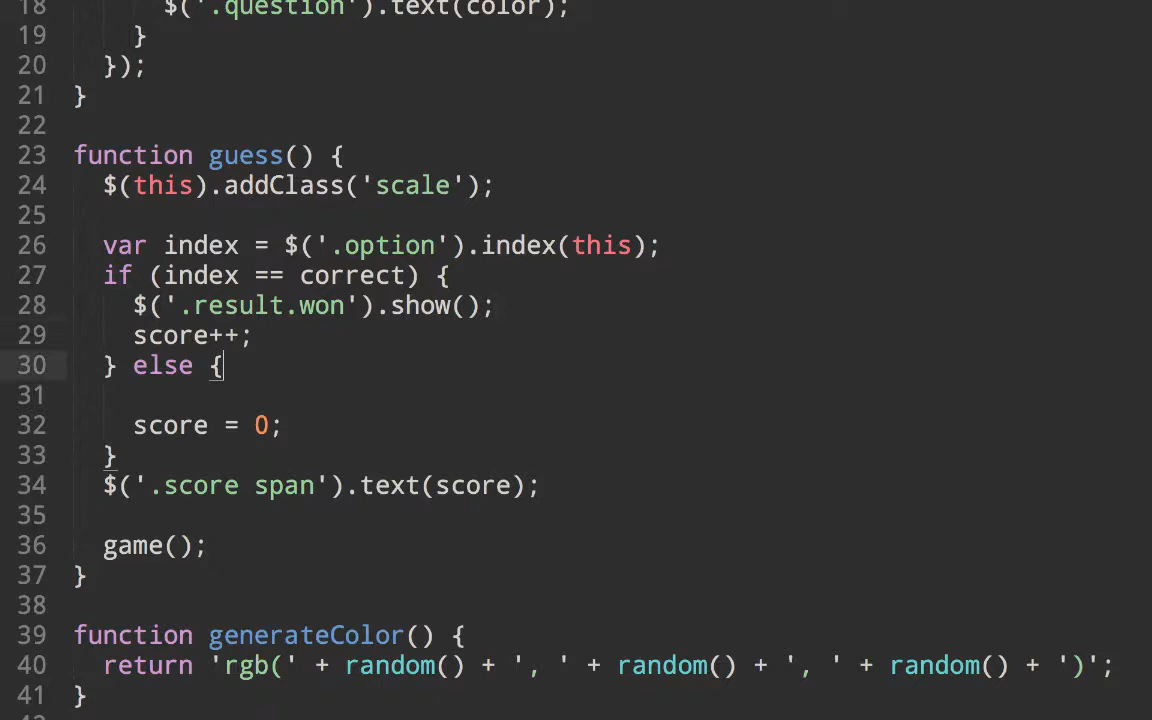 18 $('.question').text(color);
19 }
20 });
21 }
22
23 function guess() {
24 $(this).addClass('scale');
25
26 var index = $('.option').index(this);
27 if (index == correct) {
28 $('.result.won').show();
29 score++;
30 } else {
31
32 score = 0;
33 }
34 $('.score span').text(score);
35
36 game();
37 }
38
39 function generateColor() {
40 return 'rgb(' + random() + ', ' + random() + ', ' + random() + ')';
41 }